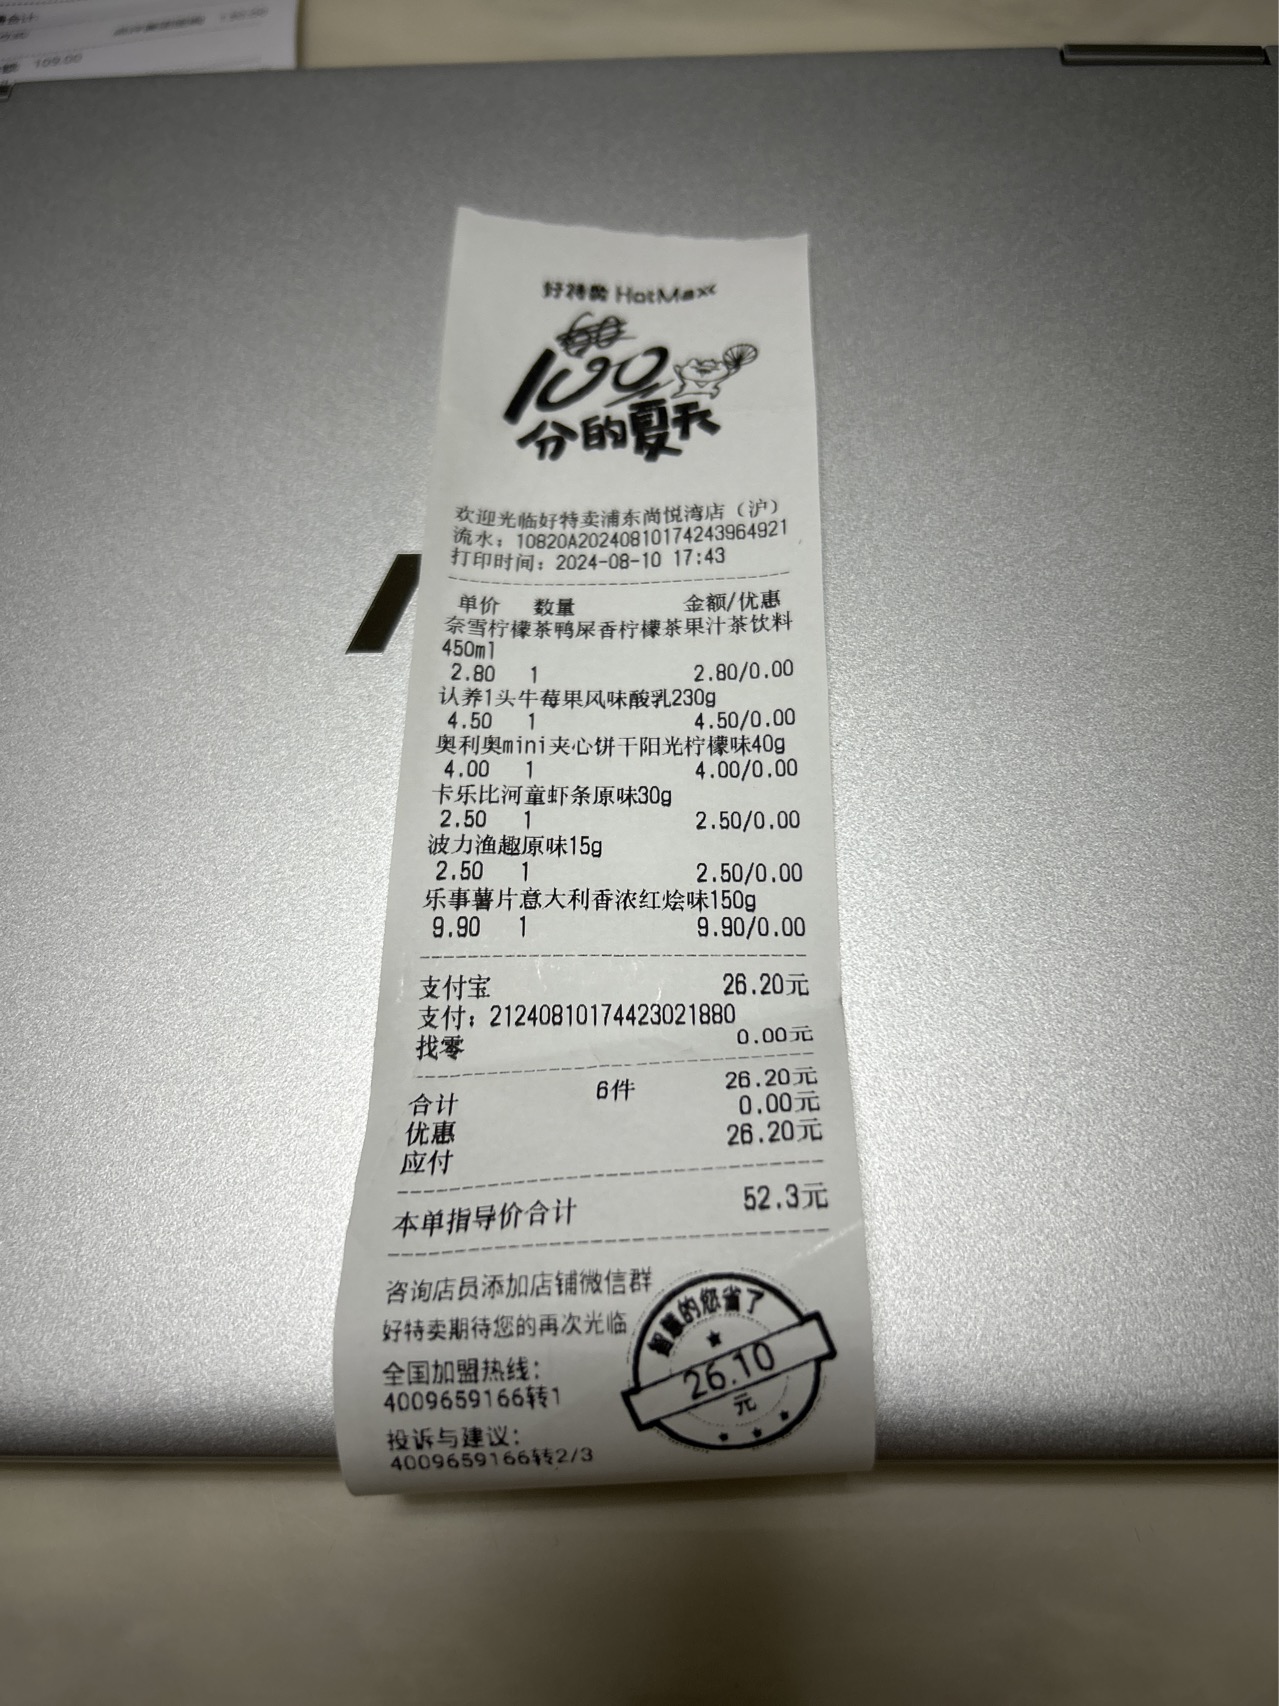 109.00
好特卖 HotMaxx
100
分的夏天
欢迎光临好特卖浦东尚悦湾店（沪）
流水：10820A20240810174243964921
打印时间：2024-08-10 17:43
单价 数量 金额/优惠
奈雪柠檬茶鸭屎香柠檬茶果汁茶饮料
450ml
2.80 1 2.80/0.00
认养1头牛莓果风味酸乳230g
4.50 1 4.50/0.00
奥利奥mini夹心饼干阳光柠檬味40g
4.00 1 4.00/0.00
卡乐比河童虾条原味30g
2.50 1 2.50/0.00
波力渔趣原味15g
2.50 1 2.50/0.00
乐事薯片意大利香浓红烩味150g
9.90 1 9.90/0.00
支付宝 26.20元
支付：21240810174423021880
找零 0.00元
合计 6件 26.20元
优惠 0.00元
应付 26.20元
本单指导价合计 52.3元
咨询店员添加店铺微信群
好特卖期待您的再次光临
全国加盟热线：
4009659166转1
投诉与建议：
4009659166转2/3
智慧的您省了
26.10
元